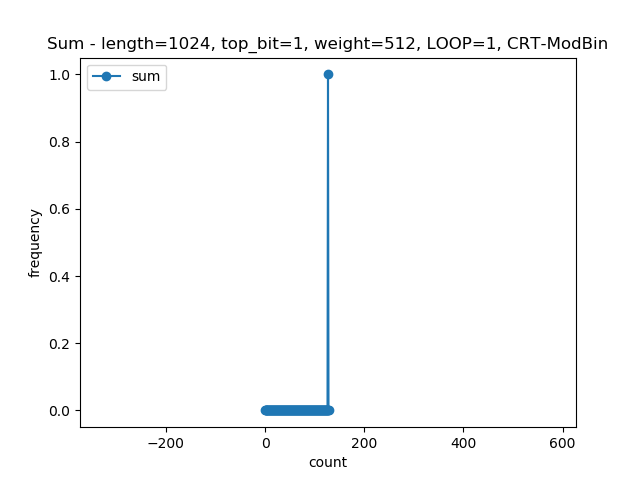 Sum - length=1024, top_bit=1, weight=512, LOOP=1, CRT-ModBin
sum
1.0
0.8
0.6
0.4
0.2
0.0
frequency
−200
0
200
400
600
count